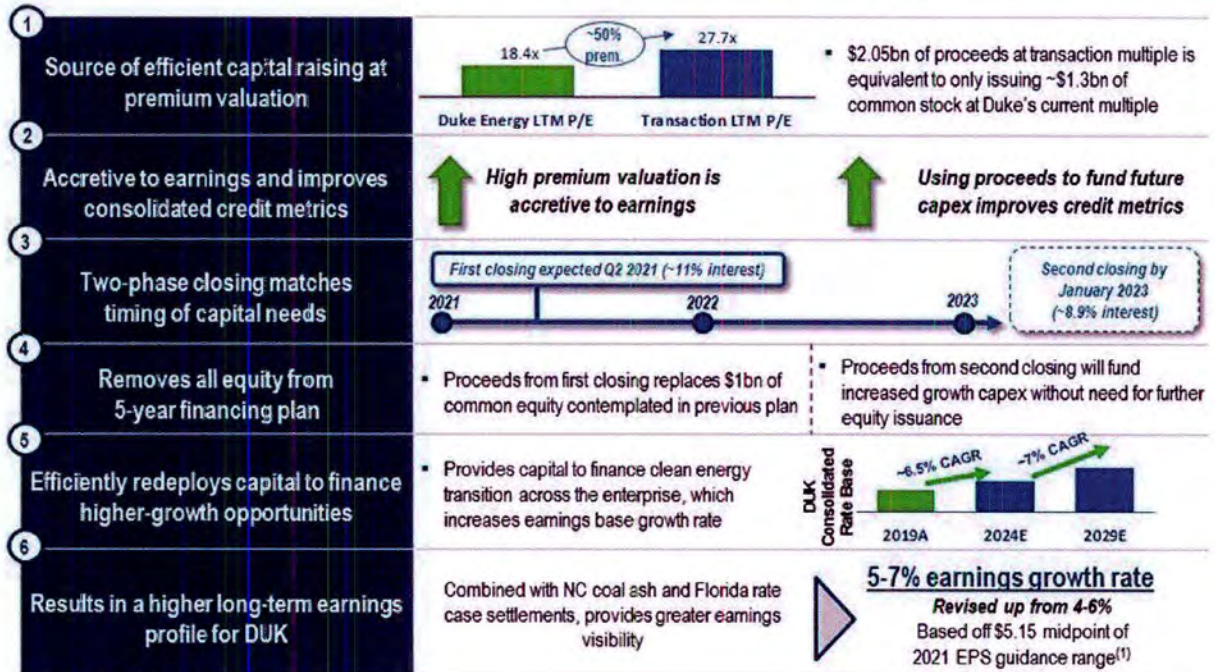 1
Source of efficient capital raising at
premium valuation
18.4x
~50%
prem.
27.7x
Duke Energy LTM P/E
Transaction LTM P/E
▪ $2.05bn of proceeds at transaction multiple is
equivalent to only issuing ~$1.3bn of
common stock at Duke's current multiple
2
Accretive to earnings and improves
consolidated credit metrics
High premium valuation is
accretive to earnings
Using proceeds to fund future
capex improves credit metrics
3
Two-phase closing matches
timing of capital needs
First closing expected Q2 2021 (~11% interest)
2021
2022
2023
Second closing by
January 2023
(~8.9% interest)
4
Removes all equity from
5-year financing plan
▪ Proceeds from first closing replaces $1bn of
common equity contemplated in previous plan
▪ Proceeds from second closing will fund
increased growth capex without need for further
equity issuance
5
Efficiently redeploys capital to finance
higher-growth opportunities
▪ Provides capital to finance clean energy
transition across the enterprise, which
increases earnings base growth rate
DUK
Consolidated
Rate Base
~6.5% CAGR
~7% CAGR
2019A
2024E
2029E
6
Results in a higher long-term earnings
profile for DUK
Combined with NC coal ash and Florida rate
case settlements, provides greater earnings
visibility
5-7% earnings growth rate
Revised up from 4-6%
Based off $5.15 midpoint of
2021 EPS guidance range(1)